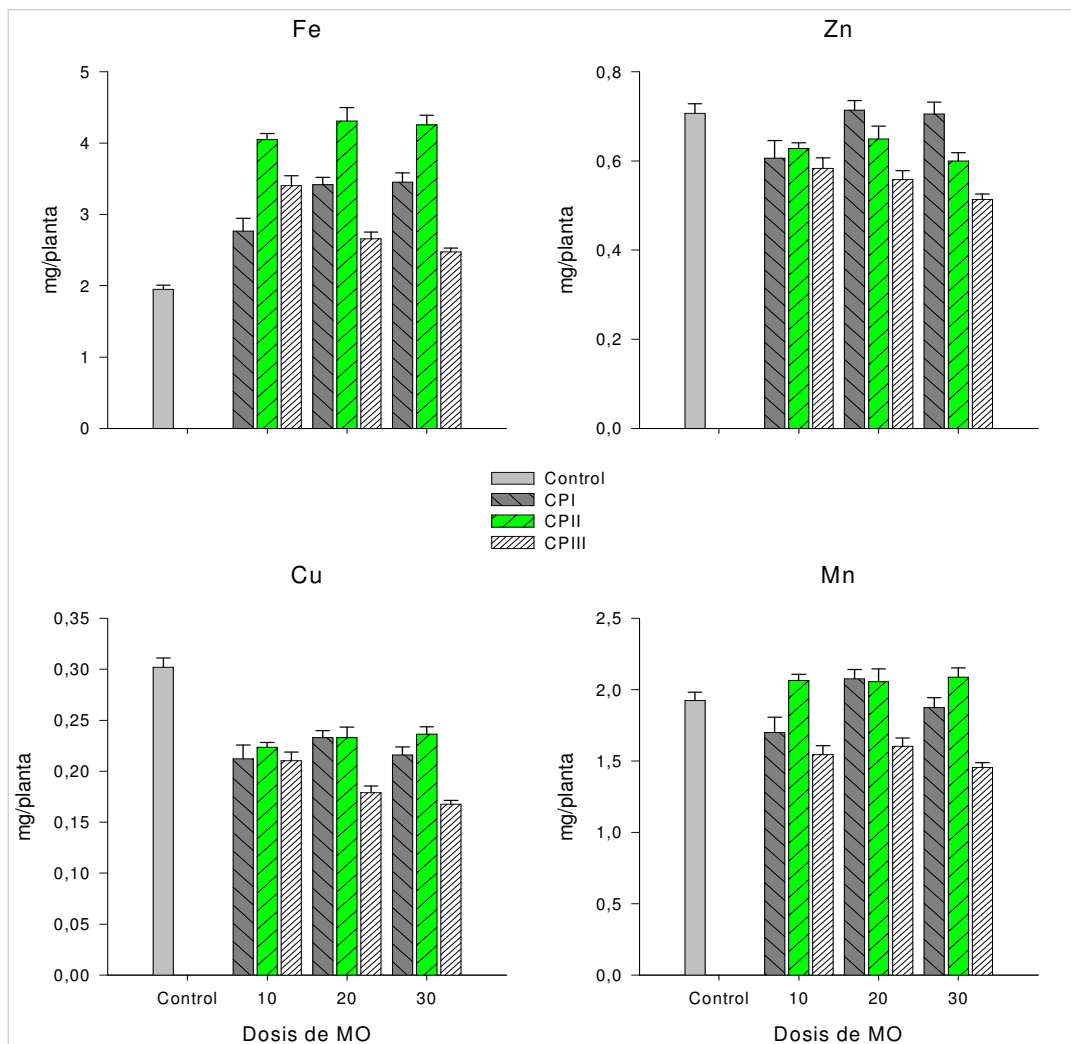 Fe
5
4
3
2
1
0
mg/planta
Zn
0,8
0,6
0,4
0,2
0,0
mg/planta
Control
CPI
CPII
CPIII
Cu
0,35
0,30
0,25
0,20
0,15
0,10
0,05
0,00
mg/planta
Control 10 20 30
Dosis de MO
Mn
2,5
2,0
1,5
1,0
0,5
0,0
mg/planta
Control 10 20 30
Dosis de MO